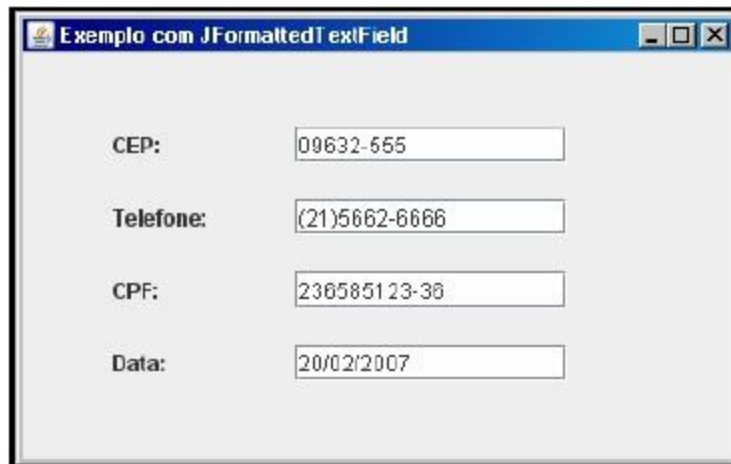 Exemplo com JFormattedTextField
CEP: 09632-555
Telefone: (21)5662-6666
CPF: 236585123-36
Data: 20/02/2007